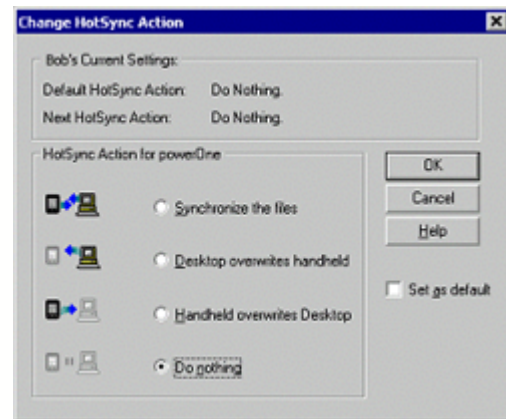 Change HotSync Action
Bob's Current Settings:
Default HotSync Action: Do Nothing.
Next HotSync Action: Do Nothing.
HotSync Action for powerOne
Synchronize the files
Desktop overwrites handheld
Handheld overwrites Desktop
Do nothing
OK
Cancel
Help
Set as default